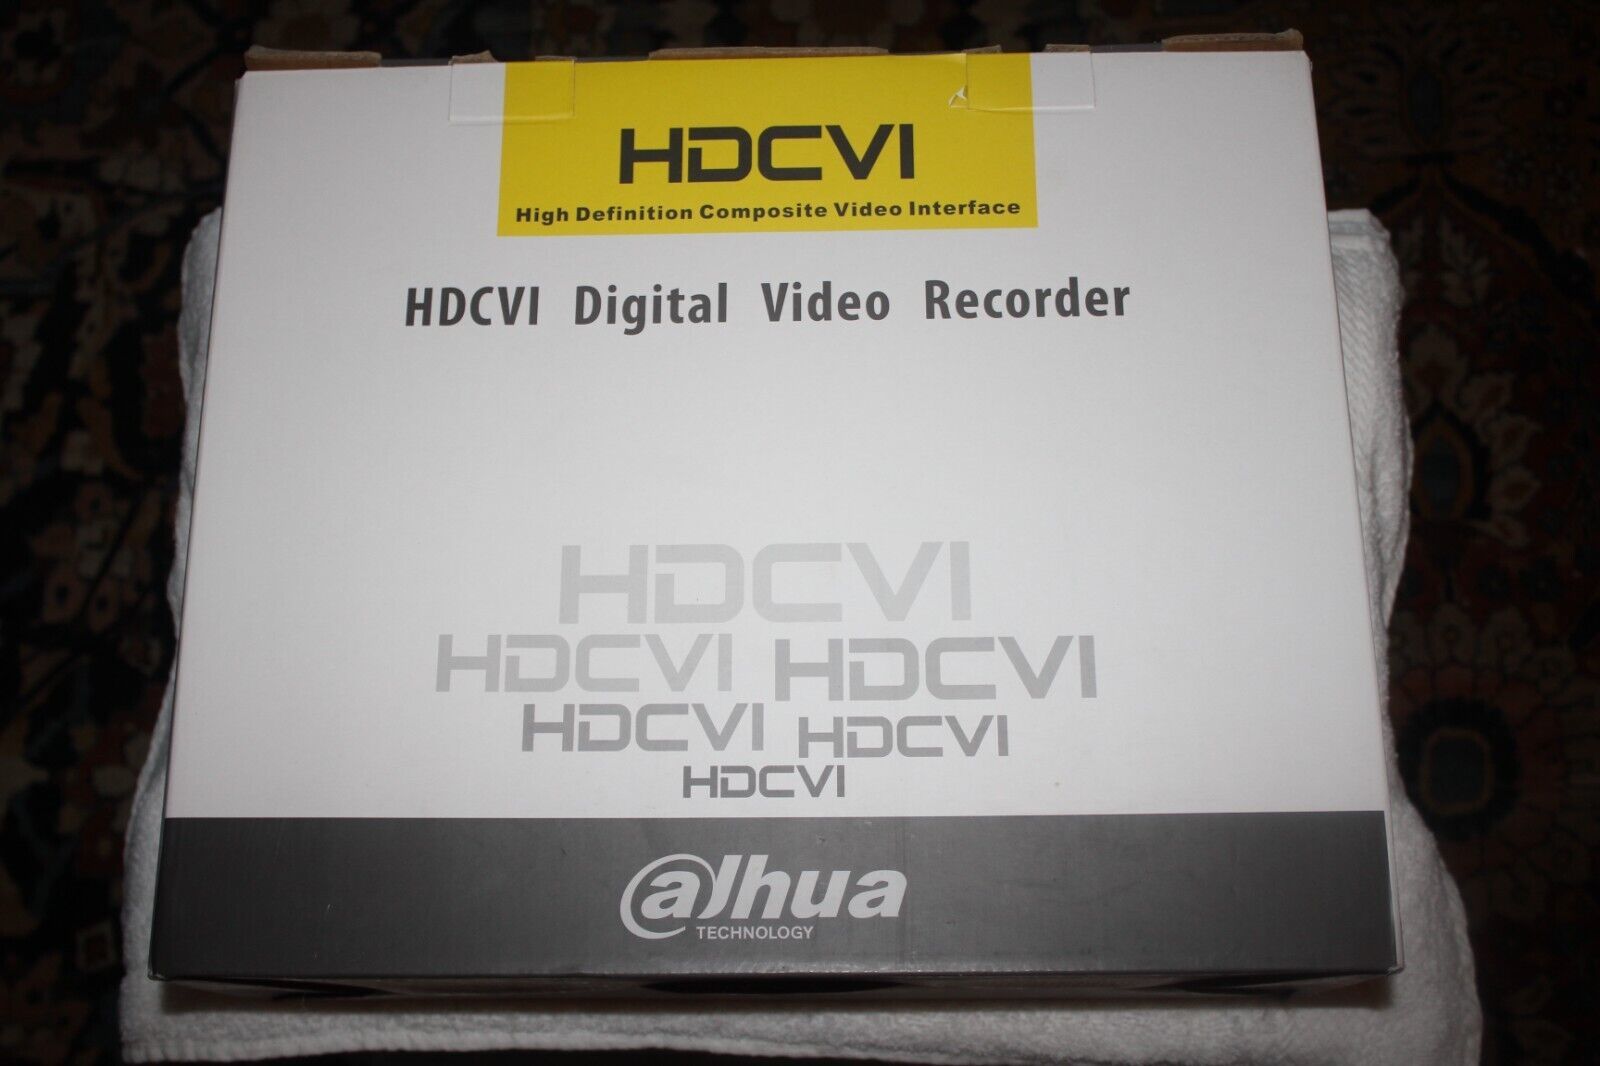 HDCVI
High Definition Composite Video Interface
HDCVI Digital Video Recorder
HDCVI
HDCVI HDCVI
HDCVI HDCVI
HDCVI
alhua
TECHNOLOGY